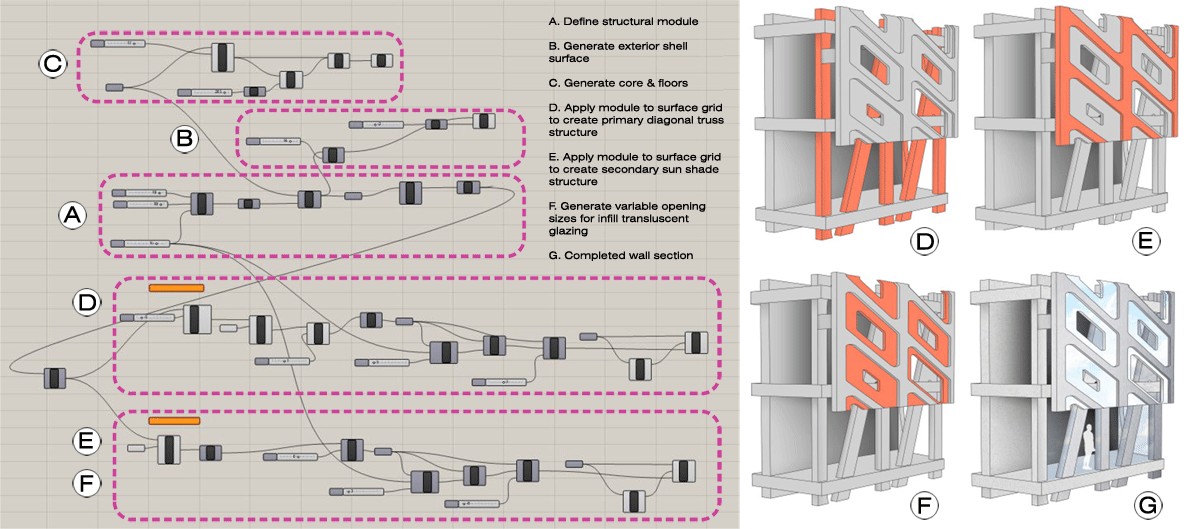 C
B
A
D
E
F
A. Define structural module
B. Generate exterior shell
surface
C. Generate core & floors
D. Apply module to surface grid
to create primary diagonal truss
structure
E. Apply module to surface grid
to create secondary sun shade
structure
F. Generate variable opening
sizes for infill transluscent
glazing
G. Completed wall section
D
E
F
G